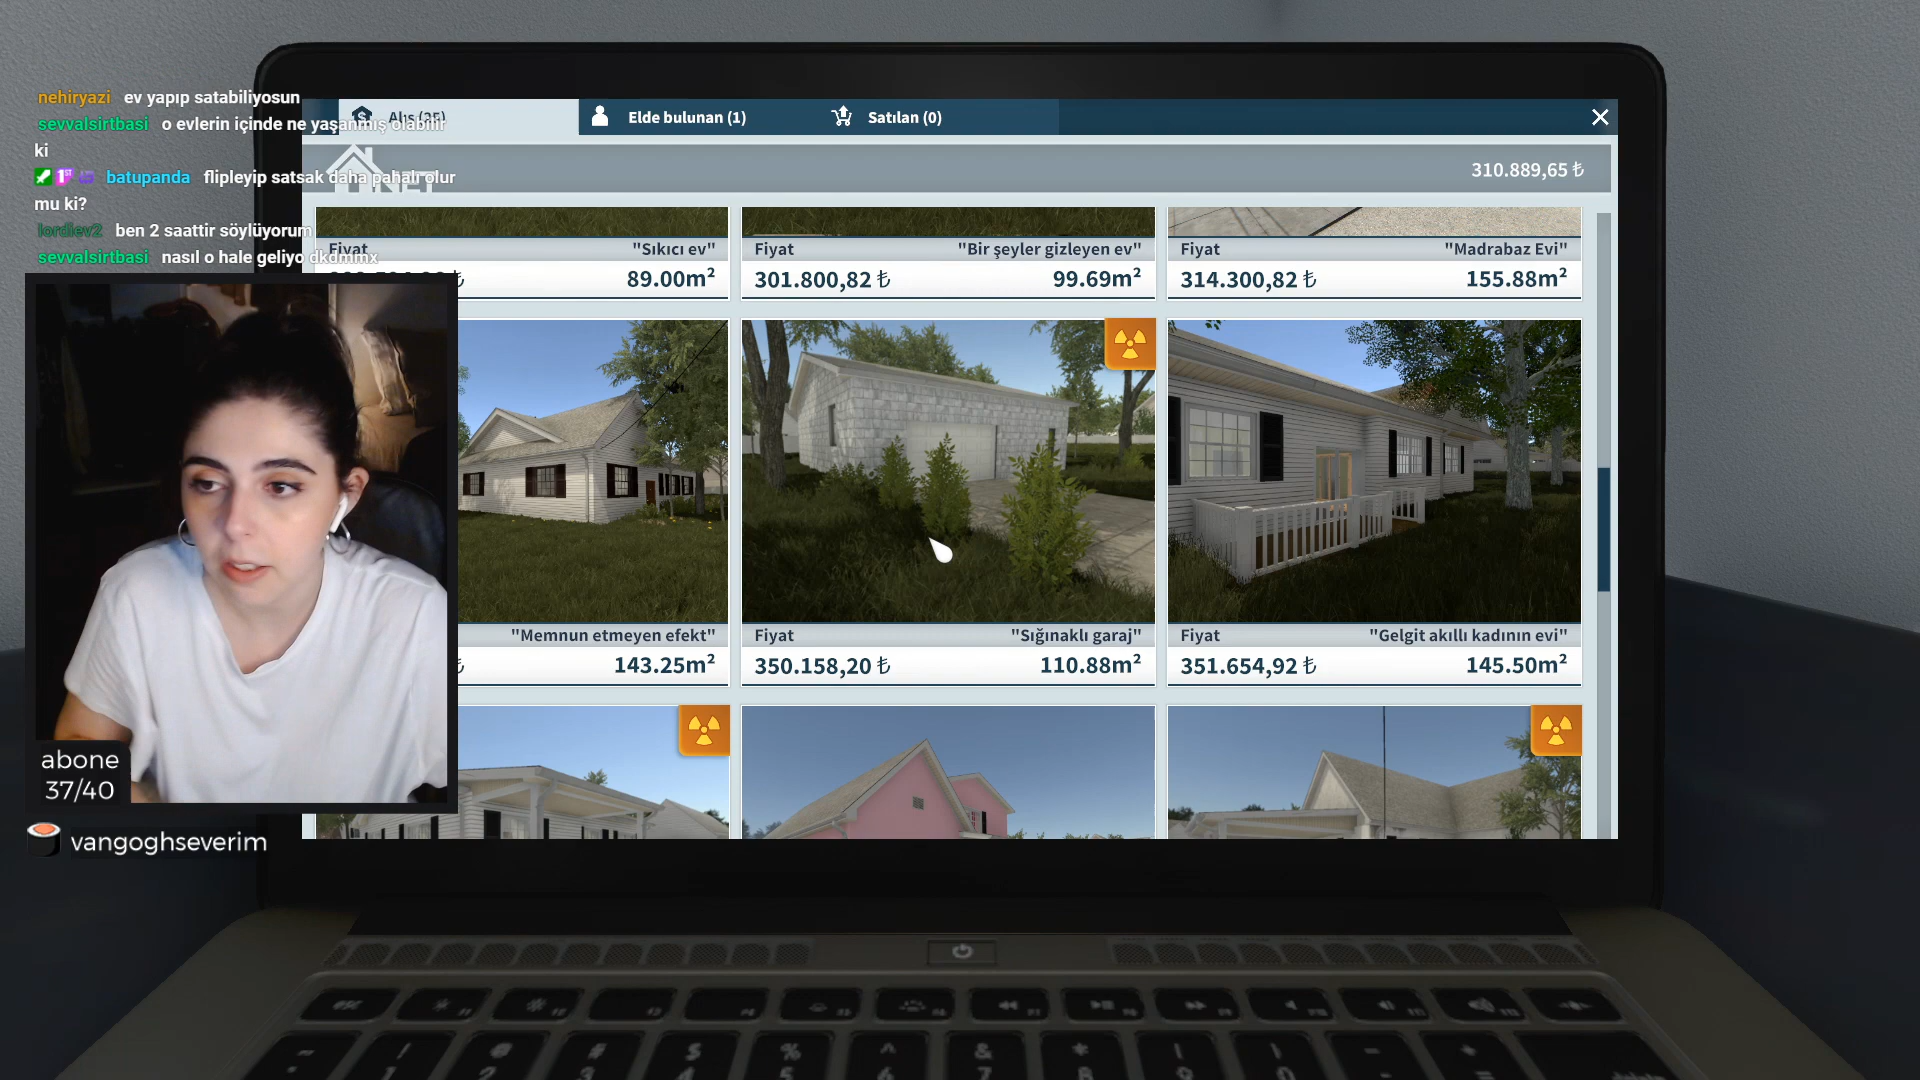 nehiryazi ev yapıp satabiliyosun
sevvalsirtbasi o evlerin içinde ne yaşanmış olabilir
ki
batupanda flipleyip satsak daha pahalı olur
mu ki?
lordlev2 ben 2 saattir söylüyorum
sevvalsirtbasi nasıl o hale geliyo dkdmmx
Elde bulunan (1)
Satılan (0)
310.889,65 ₺
Fiyat "Sıkıcı ev"
89.00m²
Fiyat "Bir şeyler gizleyen ev"
301.800,82 ₺ 99.69m²
Fiyat "Madrabaz Evi"
314.300,82 ₺ 155.88m²
"Memnun etmeyen efekt"
143.25m²
Fiyat "Sığınaklı garaj"
350.158,20 ₺ 110.88m²
Fiyat "Gelgit akıllı kadının evi"
351.654,92 ₺ 145.50m²
abone
37/40
vangoghseverim